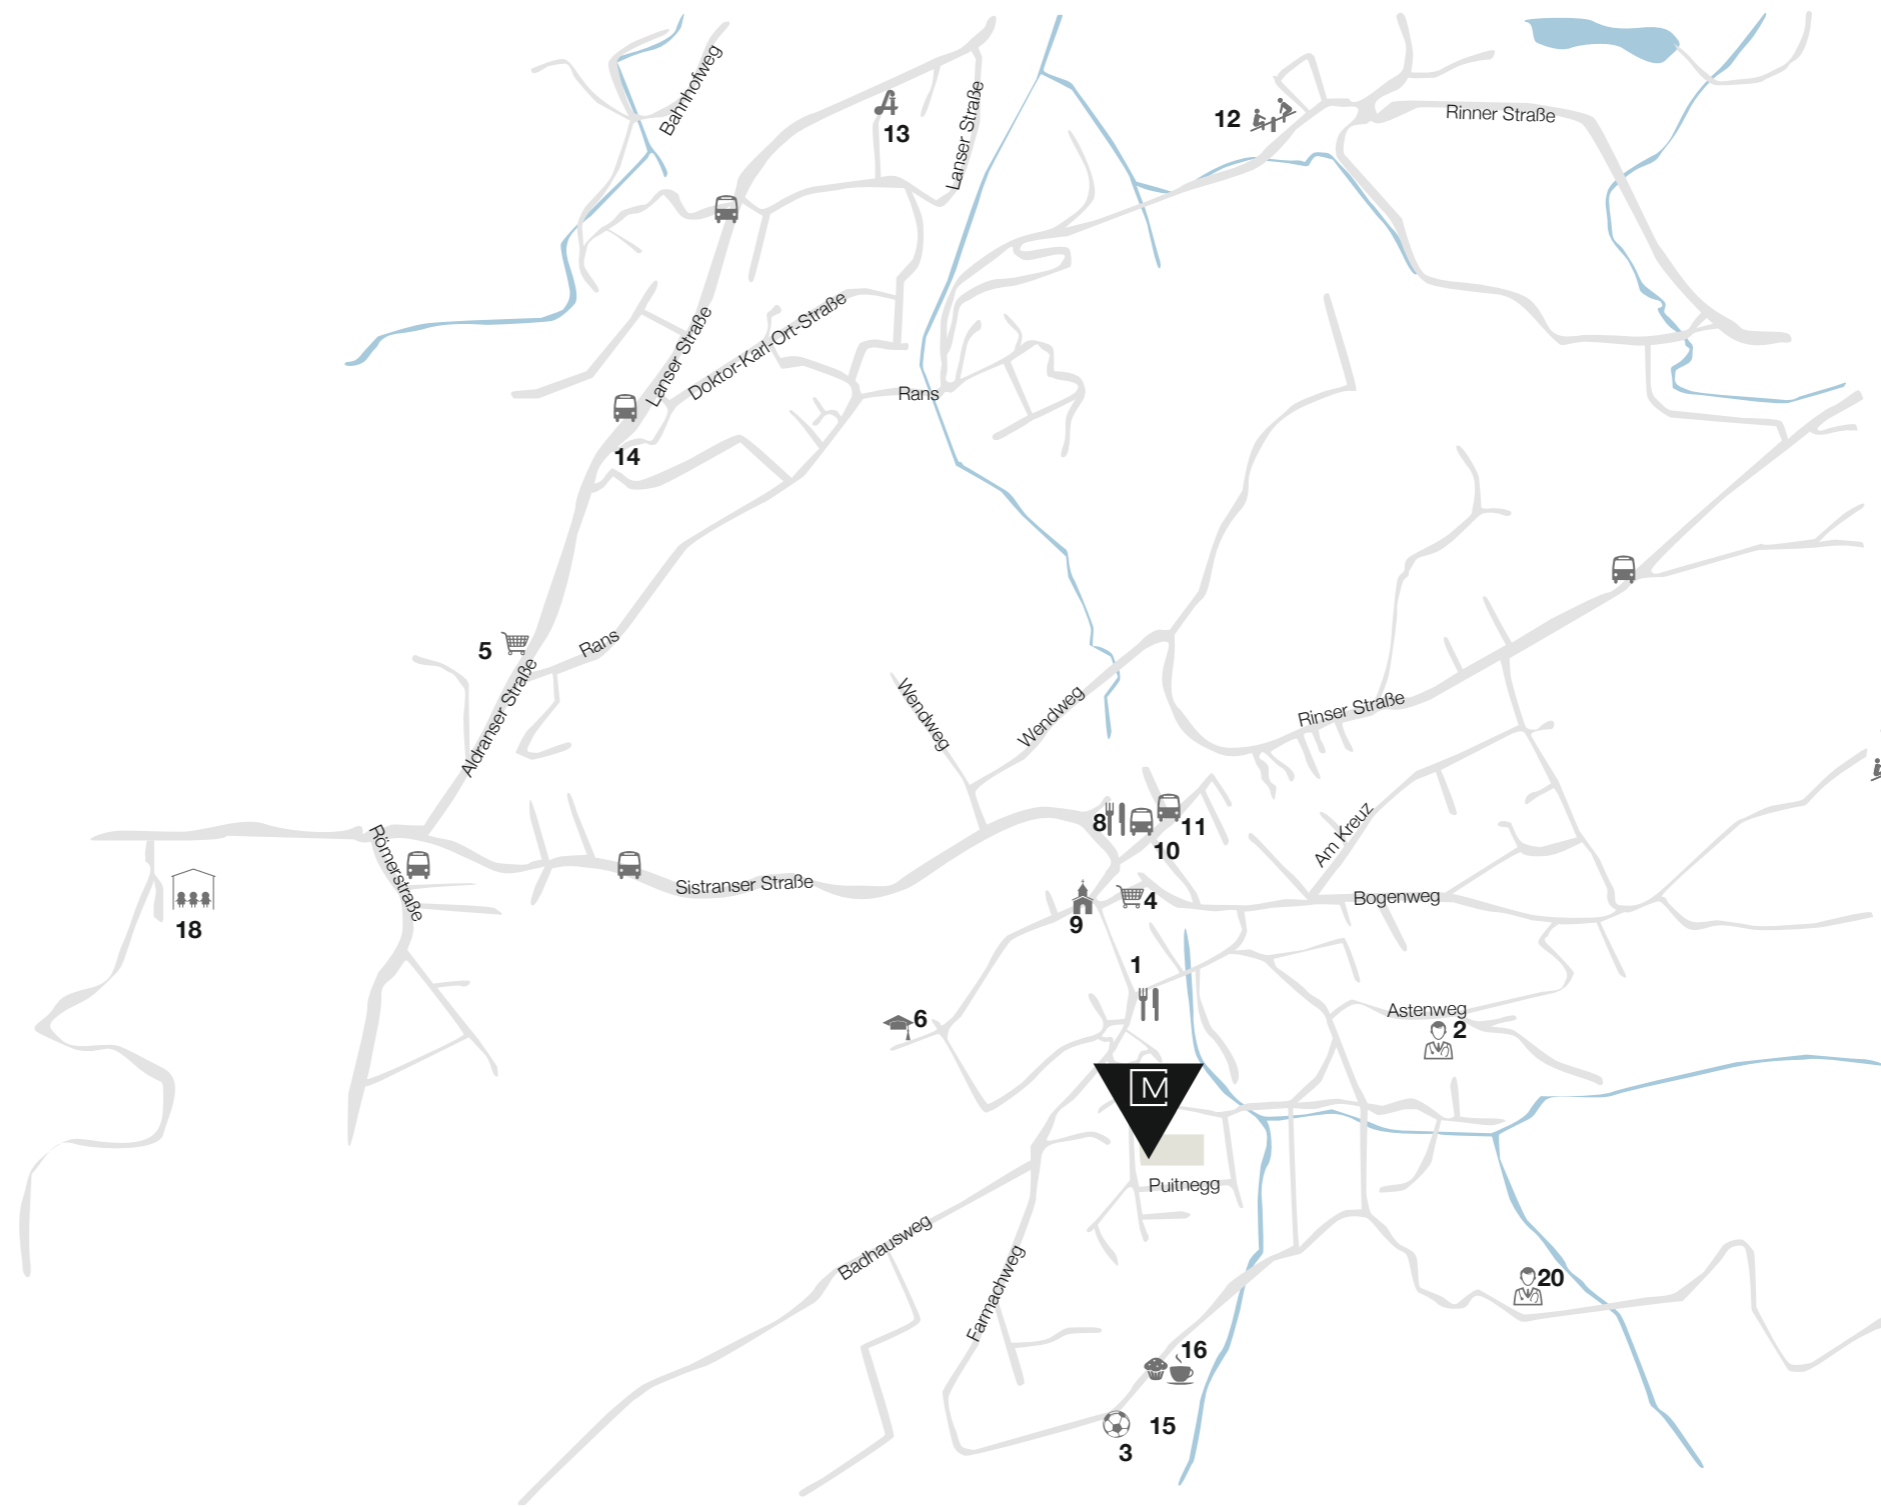 Bahnhofweg
13
Lanser Straße
12
Rinner Straße
Lanser Straße
Doktor-Karl-Ort-Straße
Rans
14
5
Rans
Aldranser Straße
Wendweg
Wendweg
Rinser Straße
8
11
10
Am Kreuz
Römerstraße
Sistranser Straße
Bogenweg
4
9
18
1
6
Astenweg
2
M
Puitnegg
Badhausweg
Farmachweg
20
16
15
3